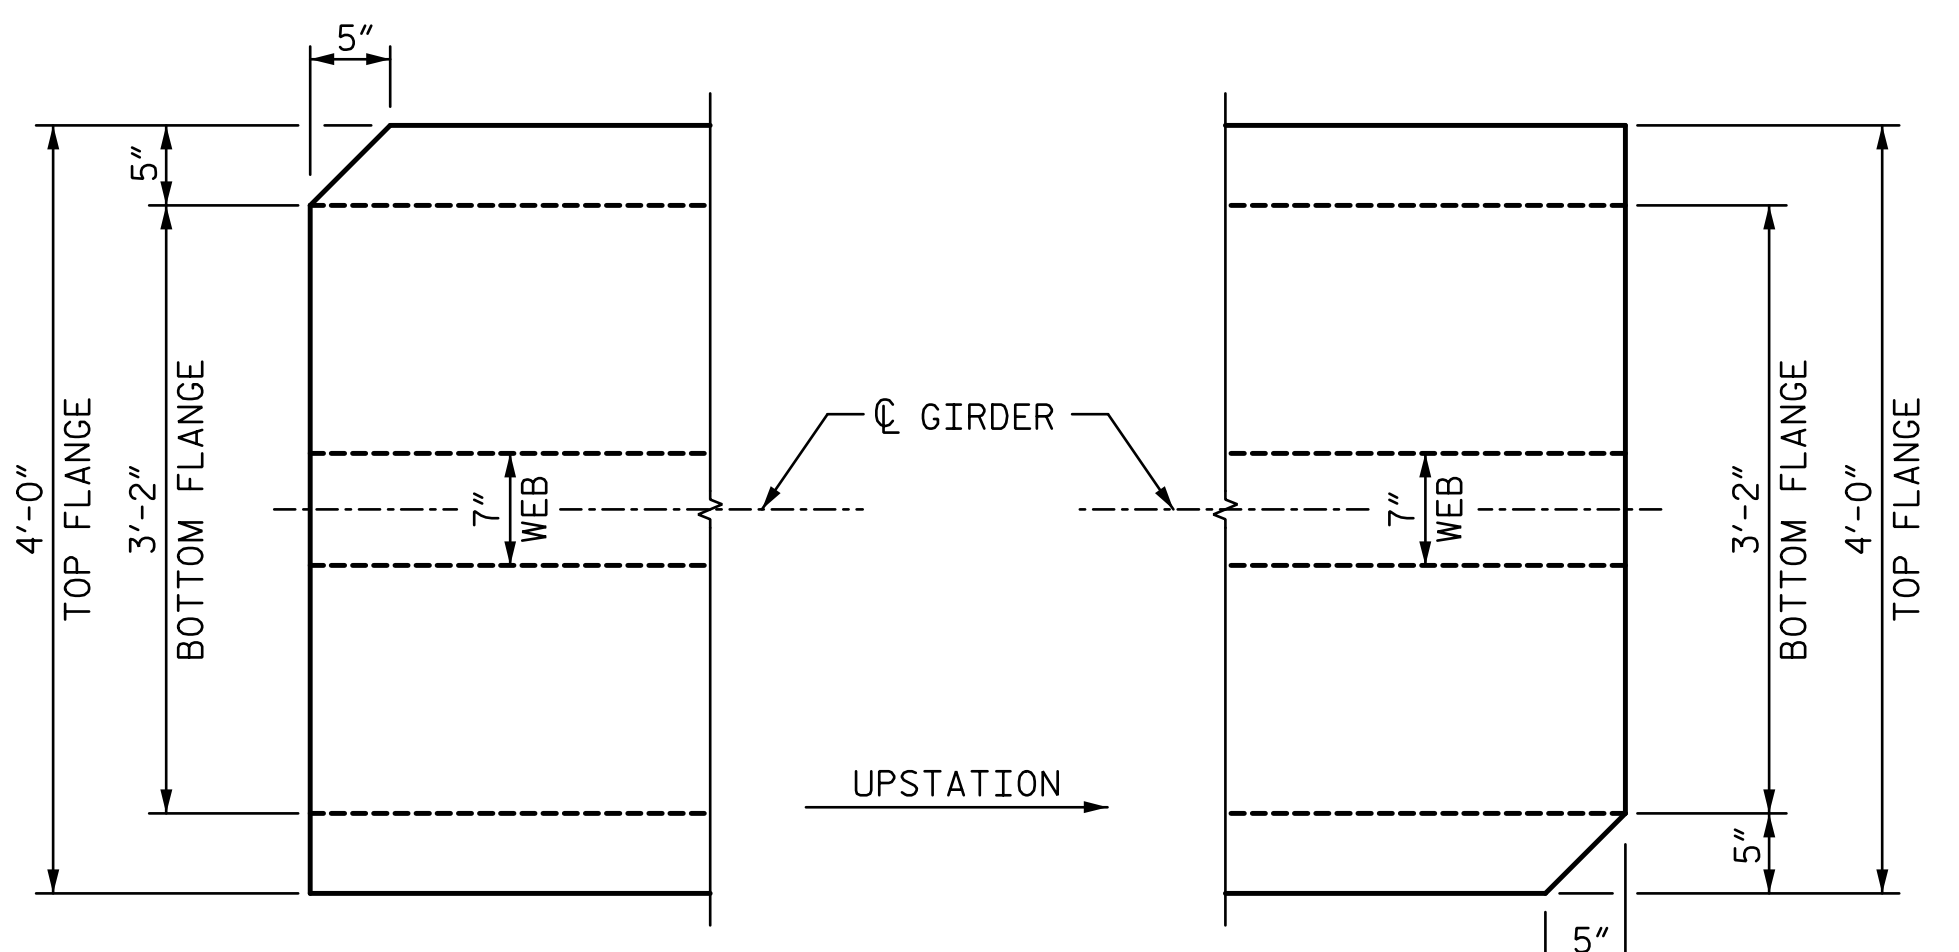 5"
5"
4'-0"
TOP FLANGE
3'-2"
BOTTOM FLANGE
7"
WEB
℄ GIRDER
UPSTATION
7"
WEB
3'-2"
BOTTOM FLANGE
4'-0"
TOP FLANGE
5"
5"